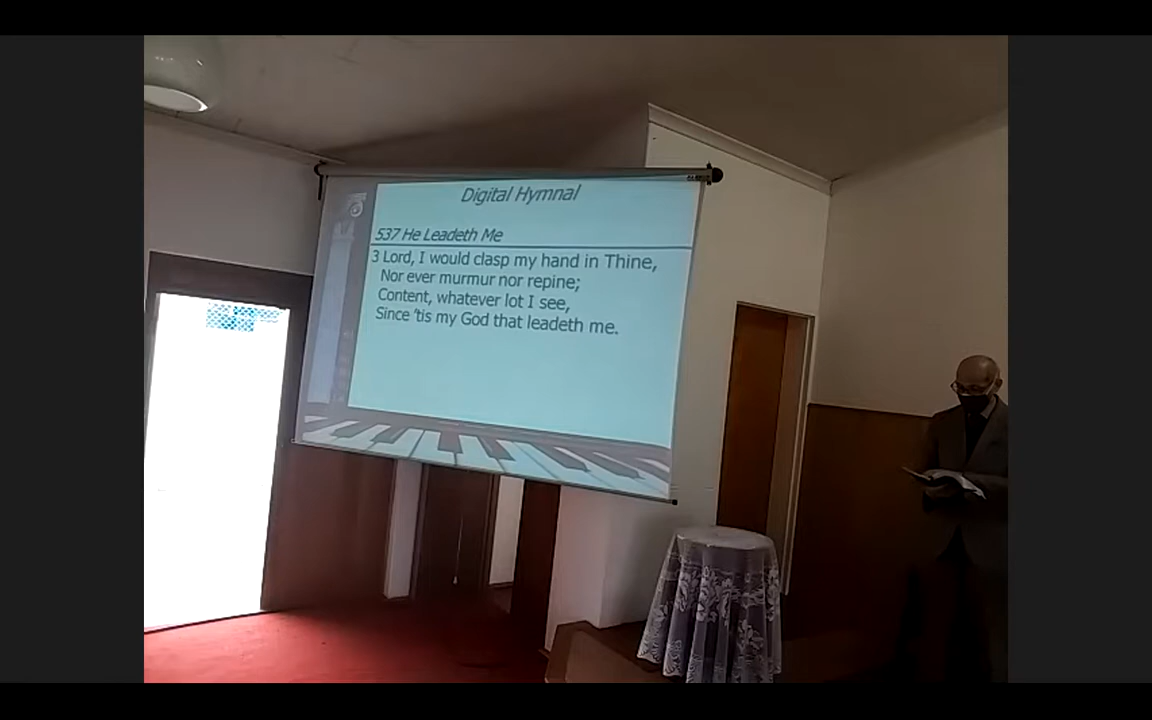 Digital Hymnal
537 He Leadeth Me
3 Lord, I would clasp my hand in Thine,
Nor ever murmur nor repine;
Content, whatever lot I see,
Since 'tis my God that leadeth me.